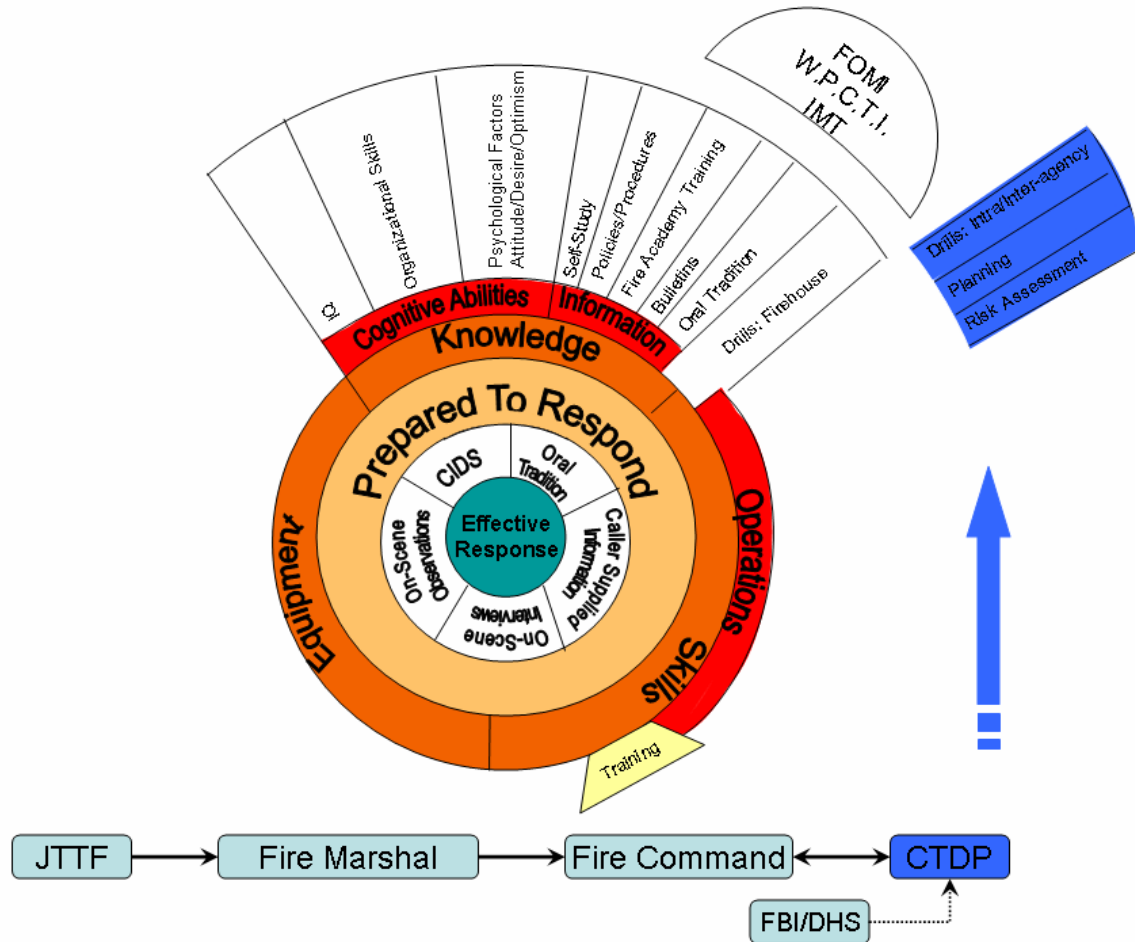 FOMI
W.P.C.T.I.
IMT
IQ
Organizational Skills
Psychological Factors
Attitude/Desire/Optimism
Self-Study
Policies/Procedures
Fire Academy Training
Bulletins
Oral Tradition
Drills: Firehouse
Drills: Intra/Inter-agency
Planning
Risk Assessment
Cognitive Abilities
Information
Knowledge
Prepared To Respond
CIDS
Oral
Tradition
Effective
Response
On-Scene
Observations
Caller Supplied
Information
On-Scene
Interviews
Equipment
Skills
Operations
Training
JTTF
Fire Marshal
Fire Command
CTDP
FBI/DHS